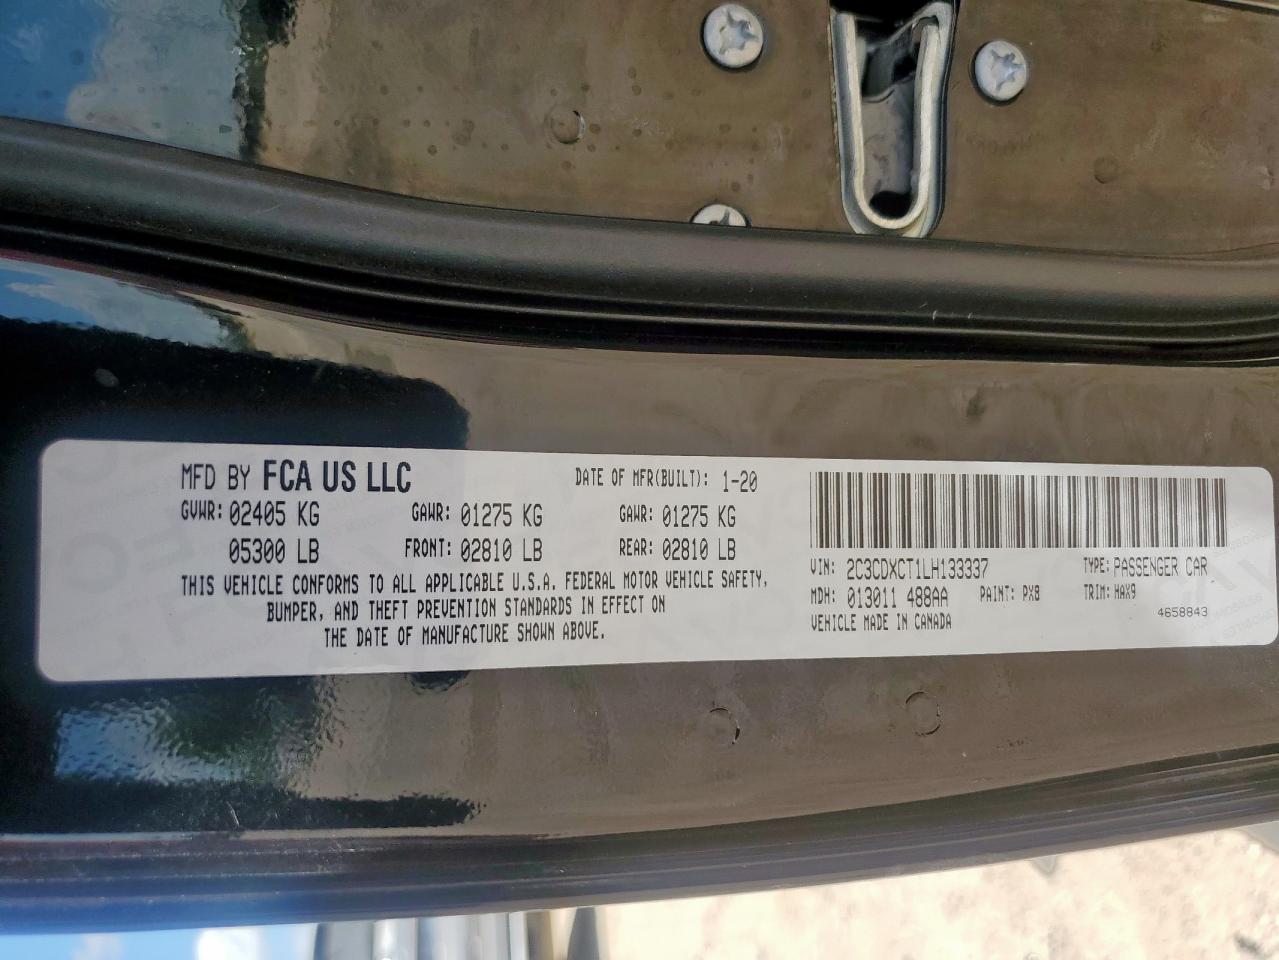 MFD BY FCA US LLC DATE OF MFR(BUILT): 1-20
GVWR: 02405 KG GAWR: 01275 KG GAWR: 01275 KG
05300 LB FRONT: 02810 LB REAR: 02810 LB
THIS VEHICLE CONFORMS TO ALL APPLICABLE U.S.A. FEDERAL MOTOR VEHICLE SAFETY,
BUMPER, AND THEFT PREVENTION STANDARDS IN EFFECT ON
THE DATE OF MANUFACTURE SHOWN ABOVE.
VIN: 2C3CDXCT1LH133337 TYPE: PASSENGER CAR
MDH: 013011 488AA PAINT: PX8 TRIM: HAX9
VEHICLE MADE IN CANADA 4658843